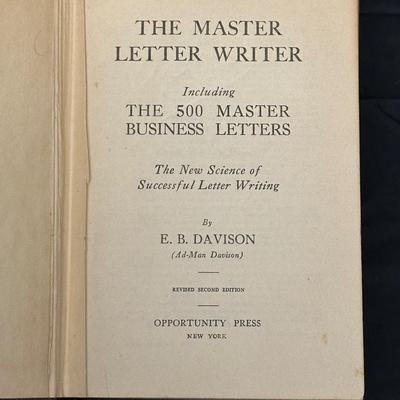 THE MASTER
LETTER WRITER
Including
THE 500 MASTER
BUSINESS LETTERS
The New Science of
Successful Letter Writing
By
E. B. DAVISON
(Ad-Man Davison)
REVISED SECOND EDITION
OPPORTUNITY PRESS
NEW YORK